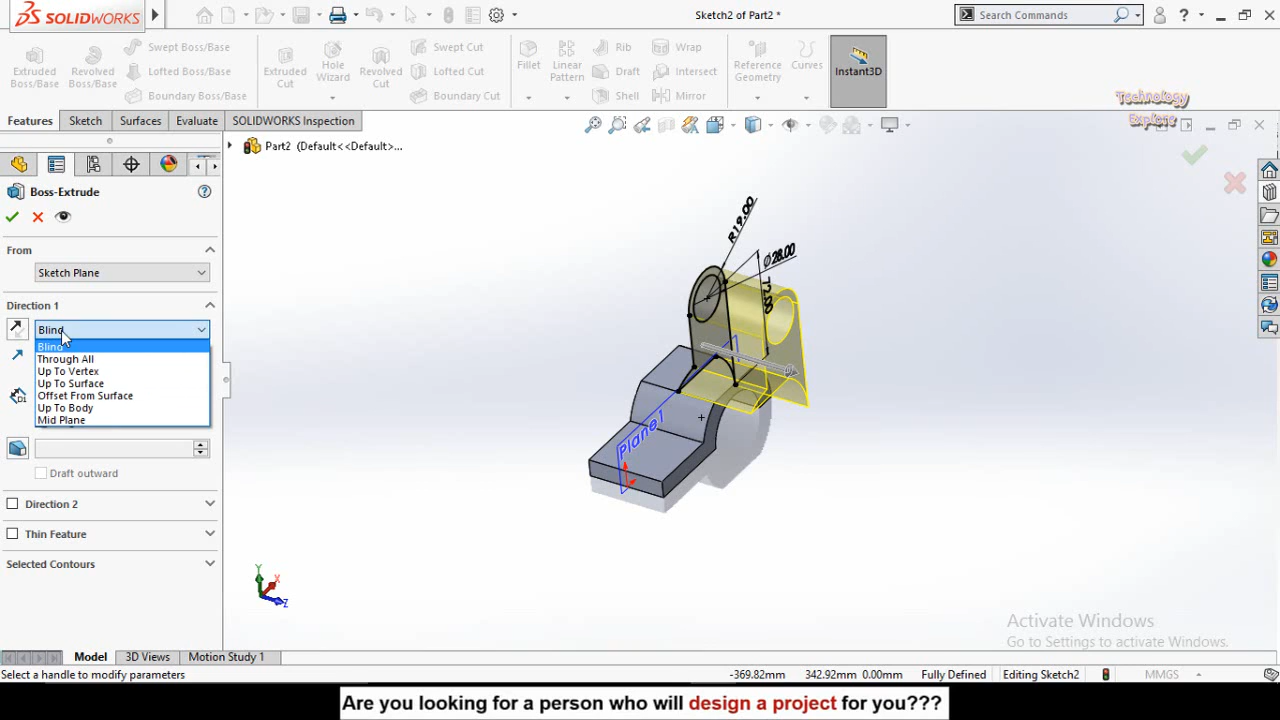 SOLIDWORKS
Sketch2 of Part2 *
Search Commands
Extruded Boss/Base
Revolved Boss/Base
Swept Boss/Base
Lofted Boss/Base
Boundary Boss/Base
Extruded Cut
Hole Wizard
Revolved Cut
Swept Cut
Lofted Cut
Boundary Cut
Fillet
Linear Pattern
Rib
Draft
Shell
Wrap
Intersect
Mirror
Reference Geometry
Curves
Instant3D
Technology
Explore
Features
Sketch
Surfaces
Evaluate
SOLIDWORKS Inspection
Part2 (Default<<Default>...
Boss-Extrude
From
Sketch Plane
Direction 1
Blind
Blind
Through All
Up To Vertex
Up To Surface
Offset From Surface
Up To Body
Mid Plane
Draft outward
Direction 2
Thin Feature
Selected Contours
R19.00
Ø28.00
Plane1
Y
X
Z
Activate Windows
Go to Settings to activate Windows.
Model
3D Views
Motion Study 1
Select a handle to modify parameters
-369.82mm
342.92mm 0.00mm
Fully Defined
Editing Sketch2
MMGS
Are you looking for a person who will design a project for you???